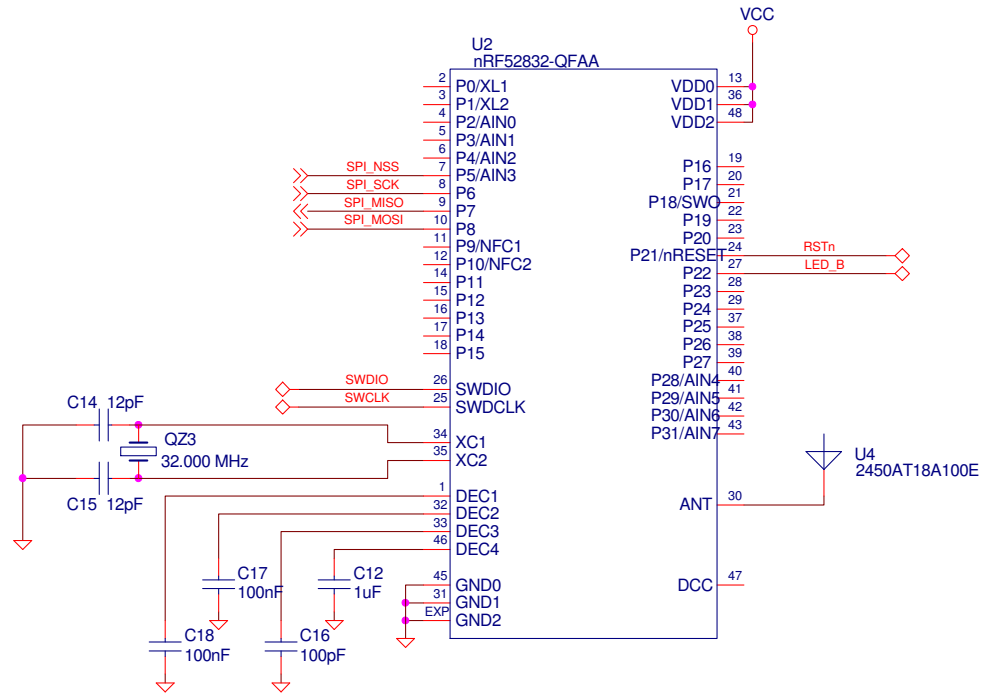 VCC
U2
nRF52832-QFAA
2 P0/XL1
3 P1/XL2
4 P2/AIN0
5 P3/AIN1
6 P4/AIN2
SPI_NSS 7 P5/AIN3
SPI_SCK 8 P6
SPI_MISO 9 P7
SPI_MOSI 10 P8
11 P9/NFC1
12 P10/NFC2
14 P11
15 P12
16 P13
17 P14
18 P15
SWDIO 26 SWDIO
SWCLK 25 SWDCLK
34 XC1
35 XC2
1 DEC1
32 DEC2
33 DEC3
46 DEC4
45 GND0
31 GND1
EXP GND2
VDD0 13
VDD1 36
VDD2 48
P16 19
P17 20
P18/SWO 21
P19 22
P20 23
P21/nRESET 24 RSTn
P22 27 LED_B
P23 28
P24 29
P25 37
P26 38
P27 39
P28/AIN4 40
P29/AIN5 41
P30/AIN6 42
P31/AIN7 43
ANT 30
DCC 47
U4
2450AT18A100E
C14 12pF
QZ3
32.000 MHz
C15 12pF
C17
100nF
C12
1uF
C18
100nF
C16
100pF